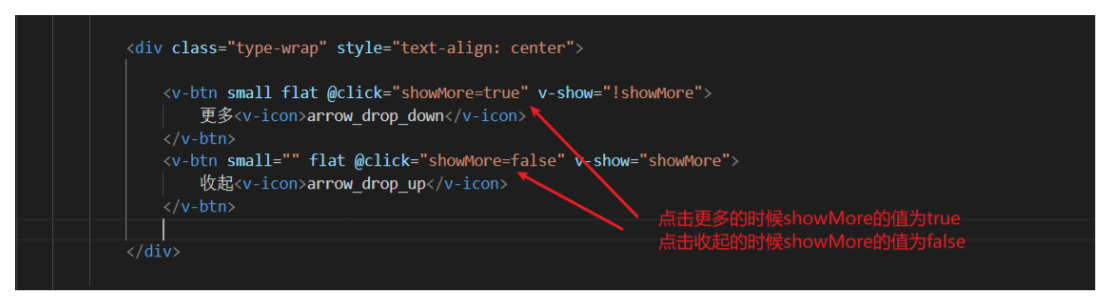 <div class="type-wrap" style="text-align: center">
<v-btn small flat @click="showMore=true" v-show="!showMore">
更多<v-icon>arrow_drop_down</v-icon>
</v-btn>
<v-btn small="" flat @click="showMore=false" v-show="showMore">
收起<v-icon>arrow_drop_up</v-icon>
</v-btn>
点击更多的时候showMore的值为true
点击收起的时候showMore的值为false
</div>